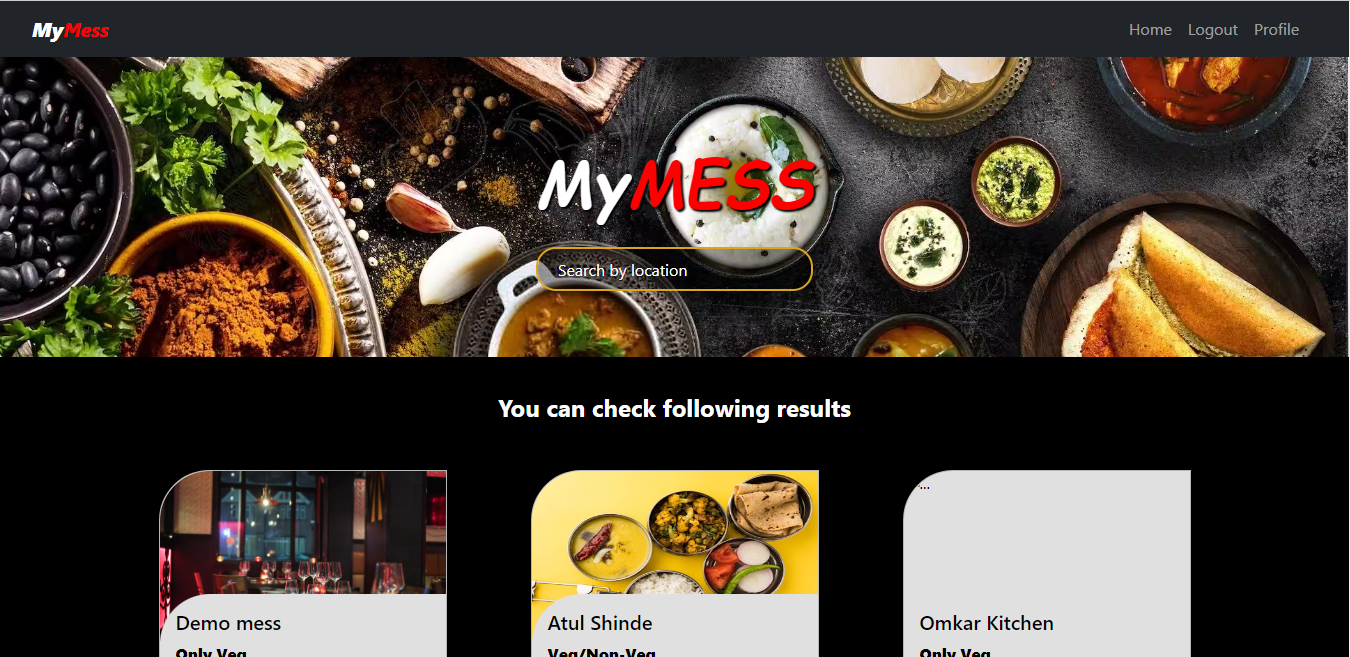 MyMess
Home Logout Profile
MyMESS
Search by location
You can check following results
...
Demo mess
Only Veg
Atul Shinde
Veg/Non-Veg
Omkar Kitchen
Only Veg